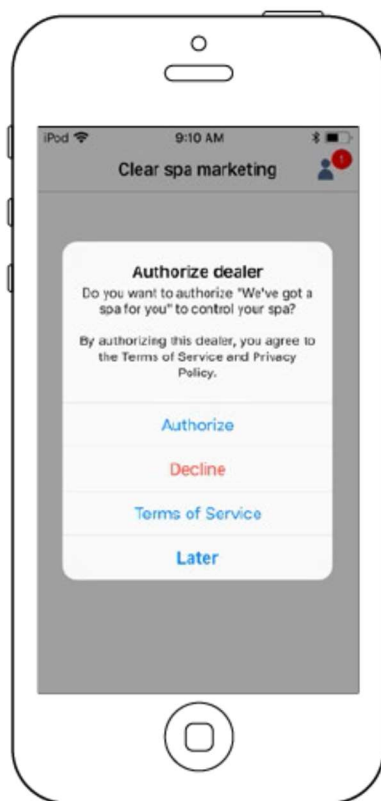 iPod 9:10 AM
Clear spa marketing
1
Authorize dealer
Do you want to authorize "We've got a
spa for you" to control your spa?
By authorizing this dealer, you agree to
the Terms of Service and Privacy
Policy.
Authorize
Decline
Terms of Service
Later